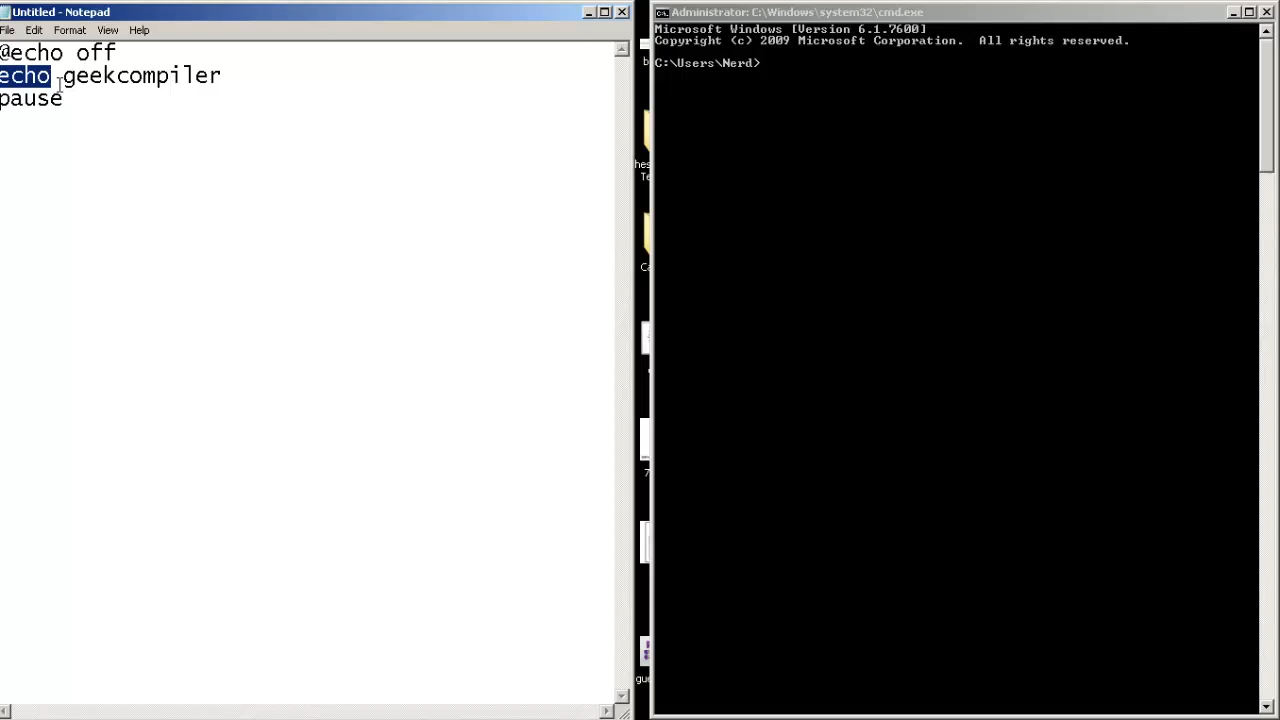 Untitled - Notepad
File Edit Format View Help
@echo off
echo geekcompiler
pause
Administrator: C:\Windows\system32\cmd.exe
Microsoft Windows [Version 6.1.7600]
Copyright (c) 2009 Microsoft Corporation. All rights reserved.
C:\Users\Nerd>